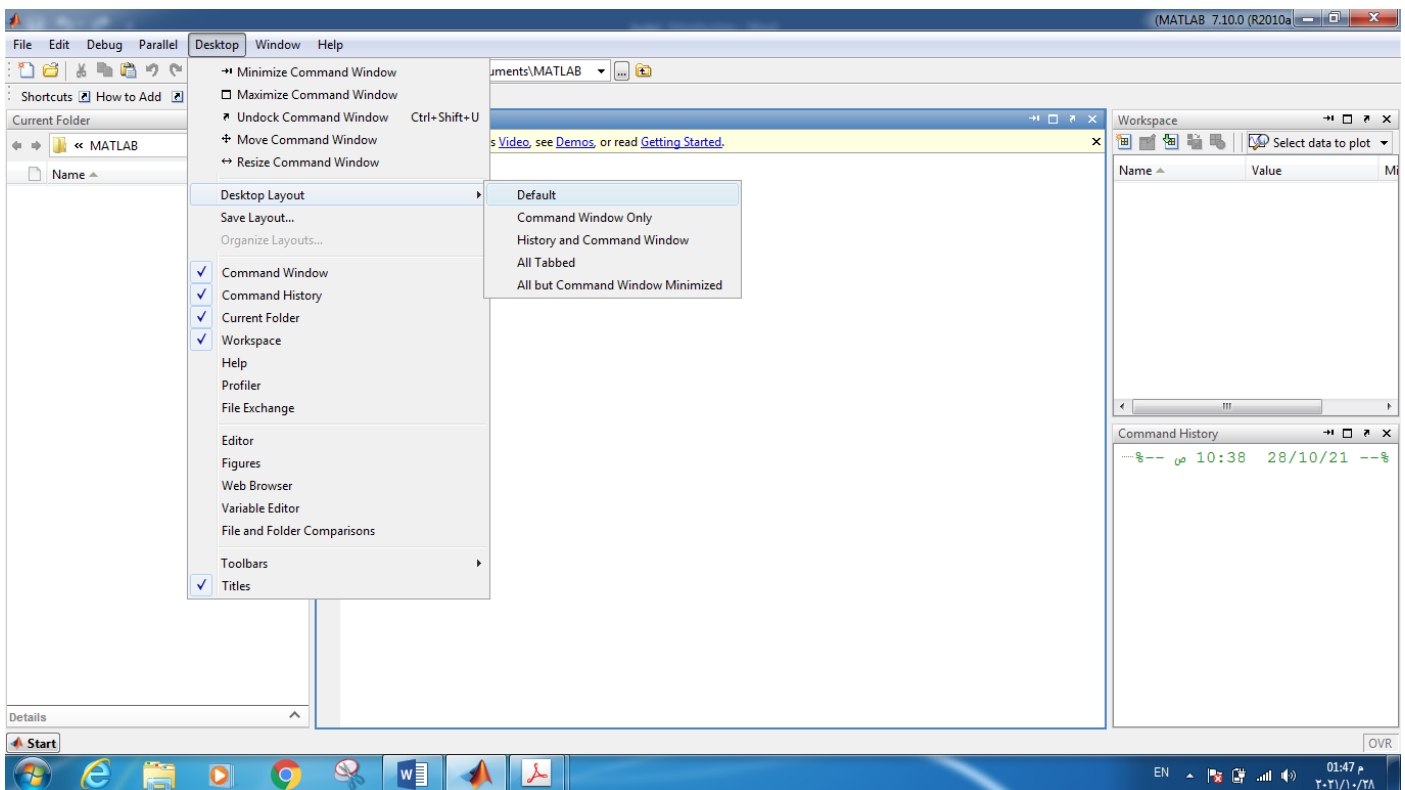 (MATLAB 7.10.0 (R2010a
File Edit Debug Parallel Desktop Window Help
uments\MATLAB ...
Shortcuts How to Add
Minimize Command Window
Maximize Command Window
Undock Command Window Ctrl+Shift+U
Move Command Window
Resize Command Window
Desktop Layout
Save Layout...
Organize Layouts...
Command Window
Command History
Current Folder
Workspace
Help
Profiler
File Exchange
Editor
Figures
Web Browser
Variable Editor
File and Folder Comparisons
Toolbars
Titles
Default
Command Window Only
History and Command Window
All Tabbed
All but Command Window Minimized
Current Folder
« MATLAB
Name
Details
s Video, see Demos, or read Getting Started.
Workspace
Select data to plot
Name Value Mi
Command History
%-- ص 10:38 28/10/21 --%
Start
OVR
W
EN
01:47 م
٢٠٢١/١٠/٢٨